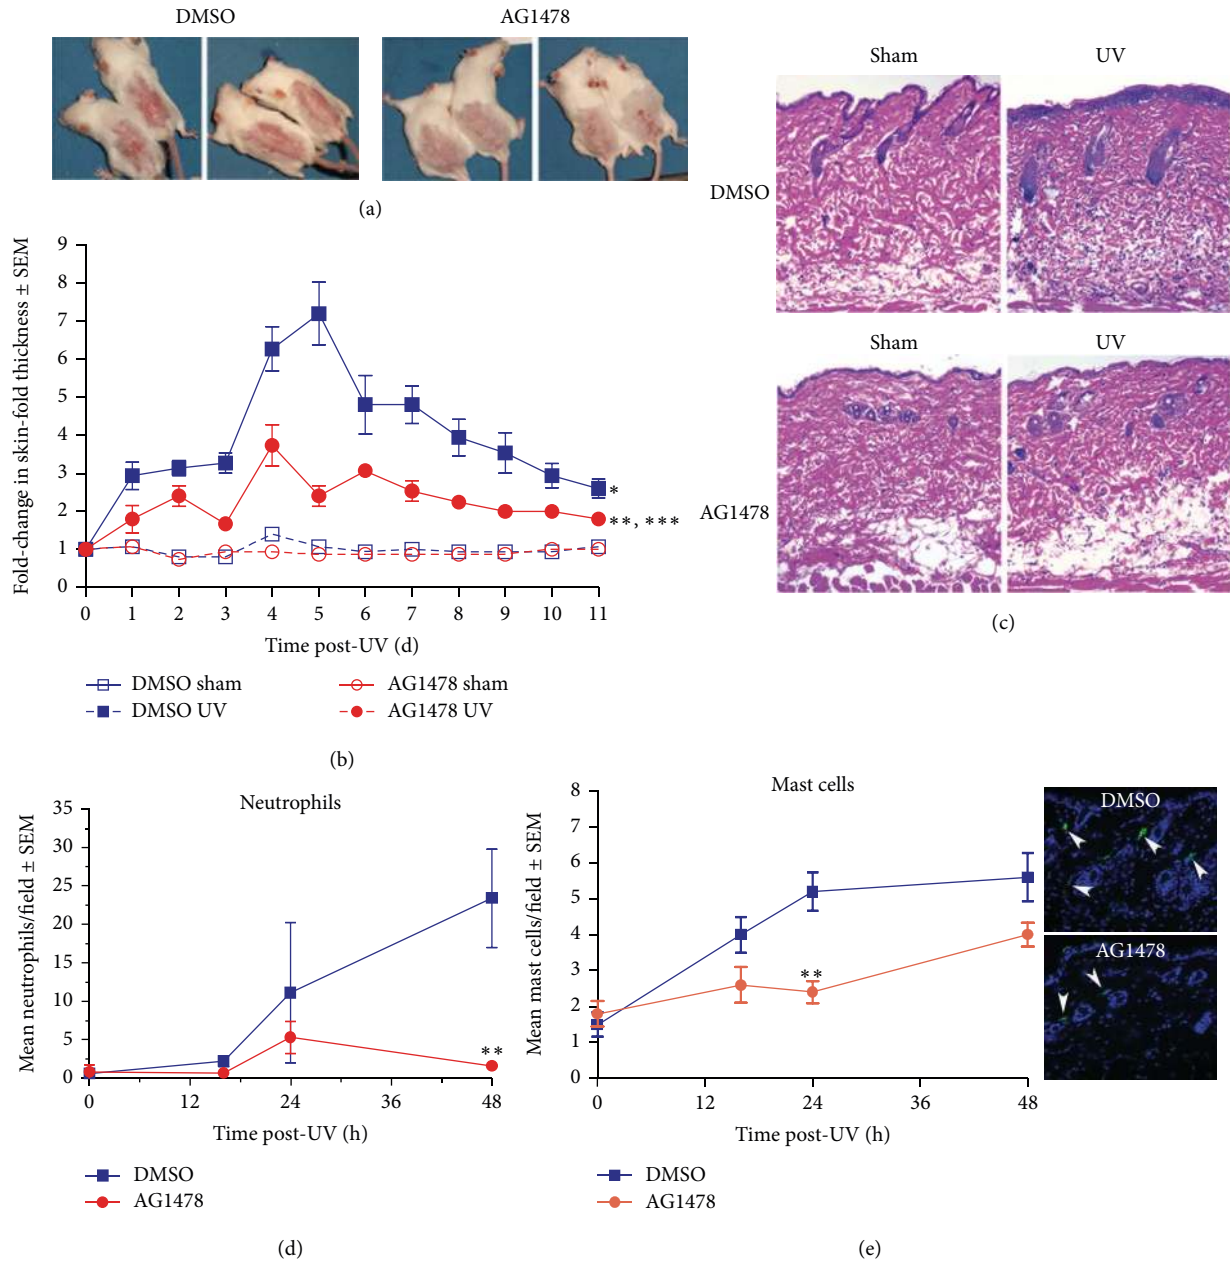 DMSO
AG1478
(a)
Fold-change in skin-fold thickness ± SEM
9
8
7
6
5
4
3
2
1
0
*
**, ***
0 1 2 3 4 5 6 7 8 9 10 11
Time post-UV (d)
DMSO sham
DMSO UV
AG1478 sham
AG1478 UV
(b)
Sham
UV
DMSO
Sham
UV
AG1478
(c)
Neutrophils
Mean neutrophils/field ± SEM
35
30
25
20
15
10
5
0
**
0 12 24 36 48
Time post-UV (h)
DMSO
AG1478
(d)
Mast cells
Mean mast cells/field ± SEM
8
7
6
5
4
3
2
1
0
**
0 12 24 36 48
Time post-UV (h)
DMSO
AG1478
DMSO
AG1478
(e)